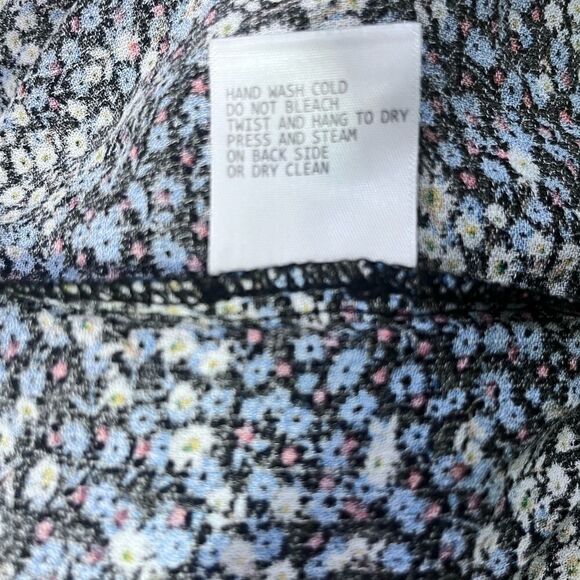 HAND WASH COLD
DO NOT BLEACH
TWIST AND HANG TO DRY
PRESS AND STEAM
ON BACK SIDE
OR DRY CLEAN